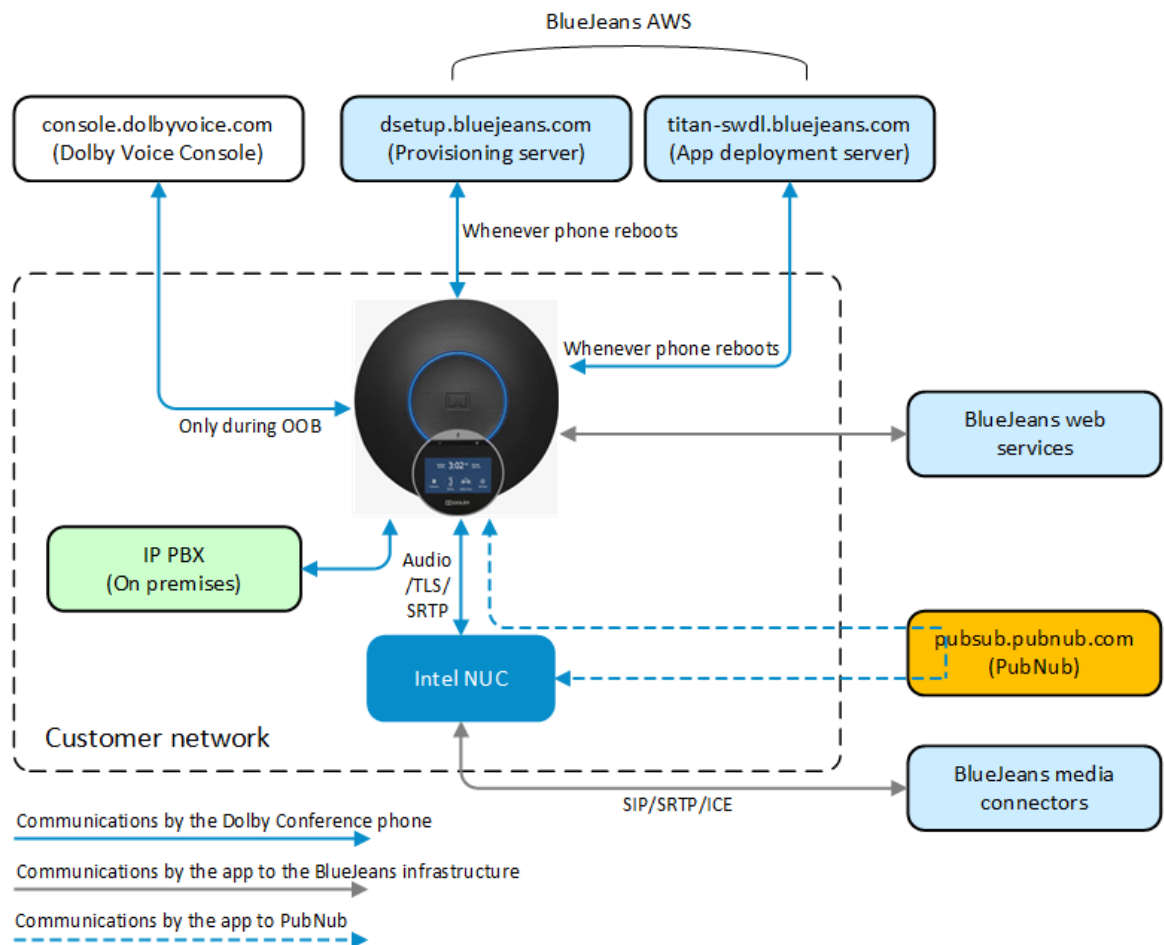 BlueJeans AWS
console.dolbyvoice.com
(Dolby Voice Console)
dsetup.bluejeans.com
(Provisioning server)
titan-swdl.bluejeans.com
(App deployment server)
Whenever phone reboots
Whenever phone reboots
Only during OOB
3:02
DOLBY
BlueJeans web
services
IP PBX
(On premises)
Audio
/TLS/
SRTP
pubsub.pubnub.com
(PubNub)
Intel NUC
Customer network
BlueJeans media
connectors
SIP/SRTP/ICE
Communications by the Dolby Conference phone
Communications by the app to the BlueJeans infrastructure
Communications by the app to PubNub